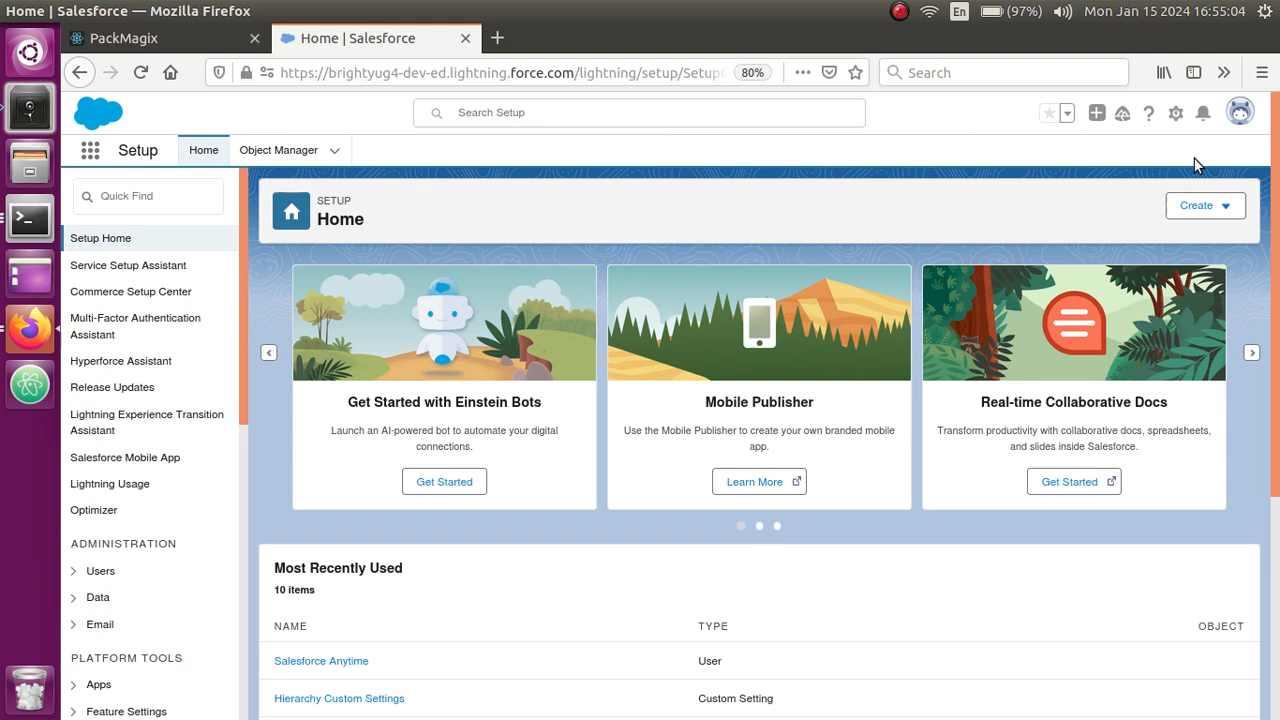 Home | Salesforce — Mozilla Firefox
En
(97%)
Mon Jan 15 2024 16:55:04
PackMagix
Home | Salesforce
https://brightyug4-dev-ed.lightning.force.com/lightning/setup/Setup
80%
Search
Search Setup
Setup
Home
Object Manager
Quick Find
Setup Home
Service Setup Assistant
Commerce Setup Center
Multi-Factor Authentication
Assistant
Hyperforce Assistant
Release Updates
Lightning Experience Transition
Assistant
Salesforce Mobile App
Lightning Usage
Optimizer
ADMINISTRATION
Users
Data
Email
PLATFORM TOOLS
Apps
Feature Settings
SETUP
Home
Create
Get Started with Einstein Bots
Launch an AI-powered bot to automate your digital
connections.
Get Started
Mobile Publisher
Use the Mobile Publisher to create your own branded mobile
app.
Learn More
Real-time Collaborative Docs
Transform productivity with collaborative docs, spreadsheets,
and slides inside Salesforce.
Get Started
Most Recently Used
10 items
NAME TYPE OBJECT
Salesforce Anytime User
Hierarchy Custom Settings Custom Setting